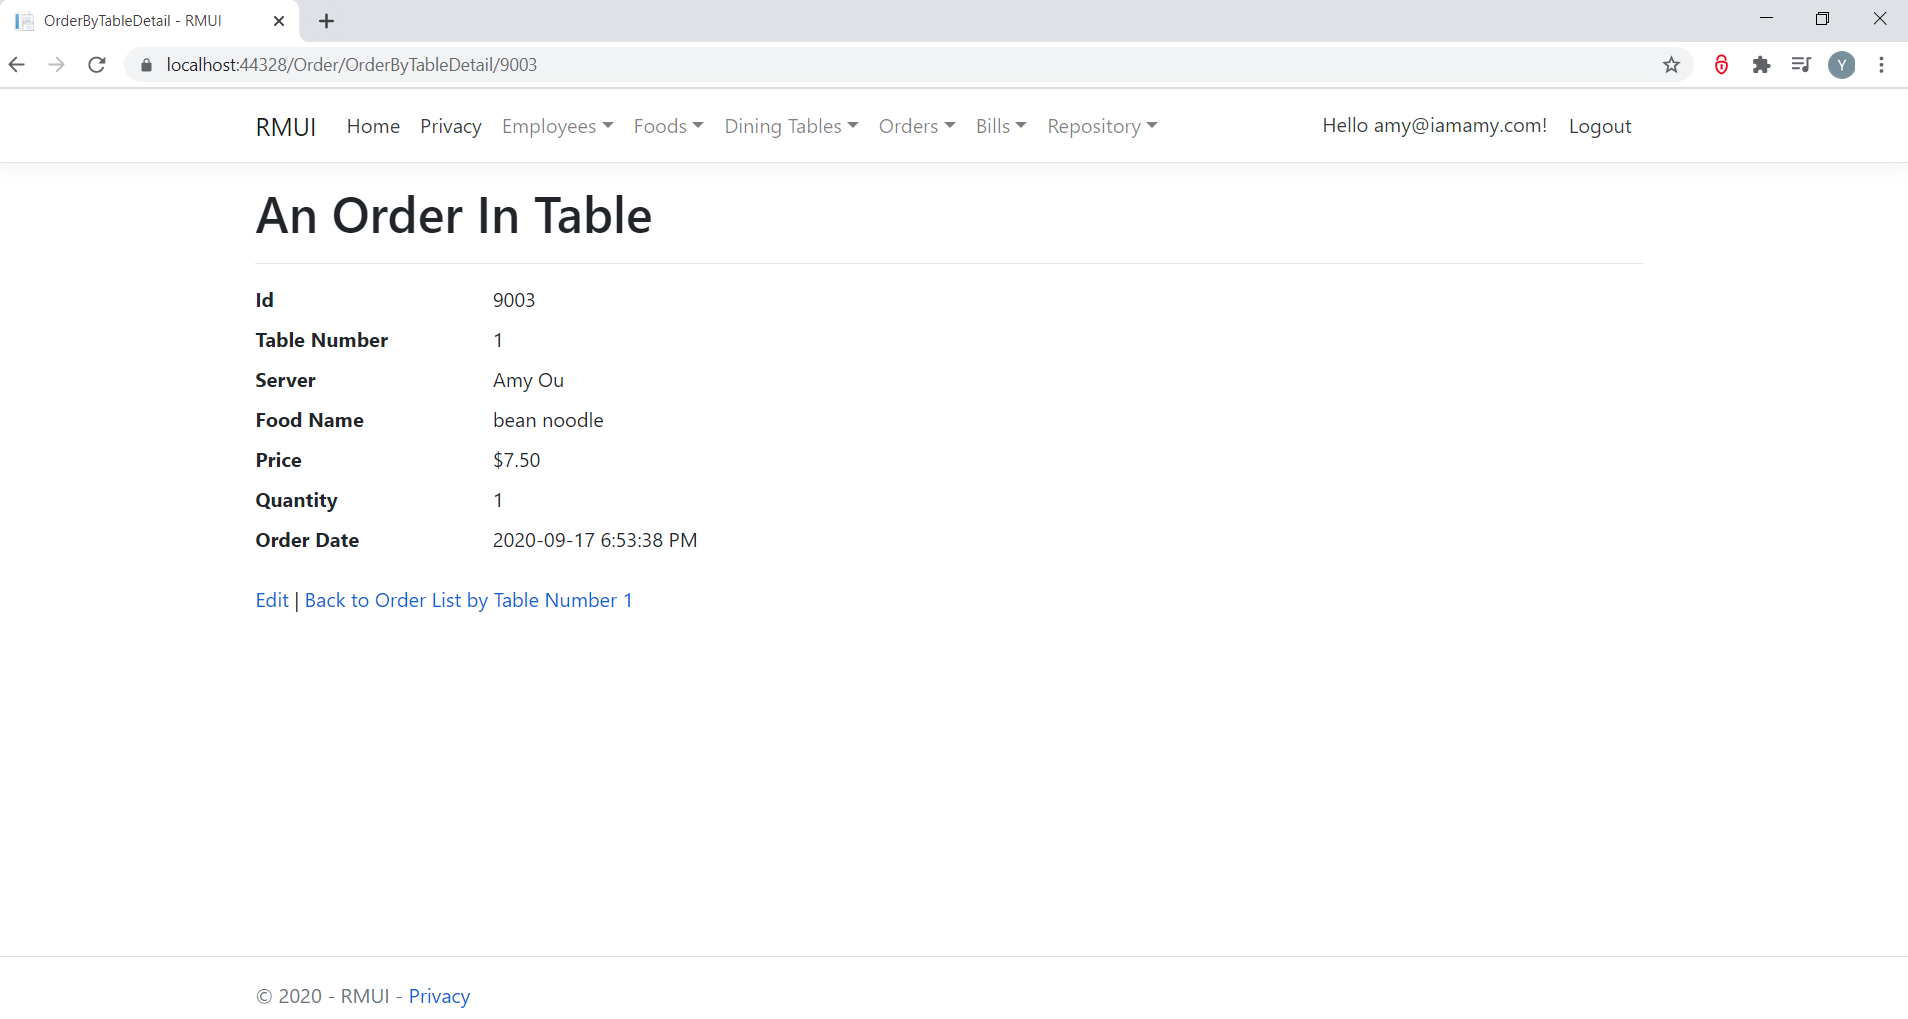 OrderByTableDetail - RMUI
localhost:44328/Order/OrderByTableDetail/9003
Y
RMUI Home Privacy Employees Foods Dining Tables Orders Bills Repository Hello amy@iamamy.com! Logout
An Order In Table
Id 9003
Table Number 1
Server Amy Ou
Food Name bean noodle
Price $7.50
Quantity 1
Order Date 2020-09-17 6:53:38 PM
Edit | Back to Order List by Table Number 1
© 2020 - RMUI - Privacy